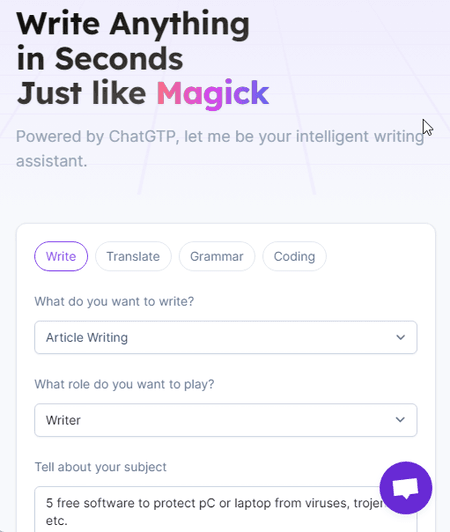 Write Anything
in Seconds
Just like Magick
Powered by ChatGTP, let me be your intelligent writing
assistant.
Write Translate Grammar Coding
What do you want to write?
Article Writing
What role do you want to play?
Writer
Tell about your subject
5 free software to protect pC or laptop from viruses,
etc.